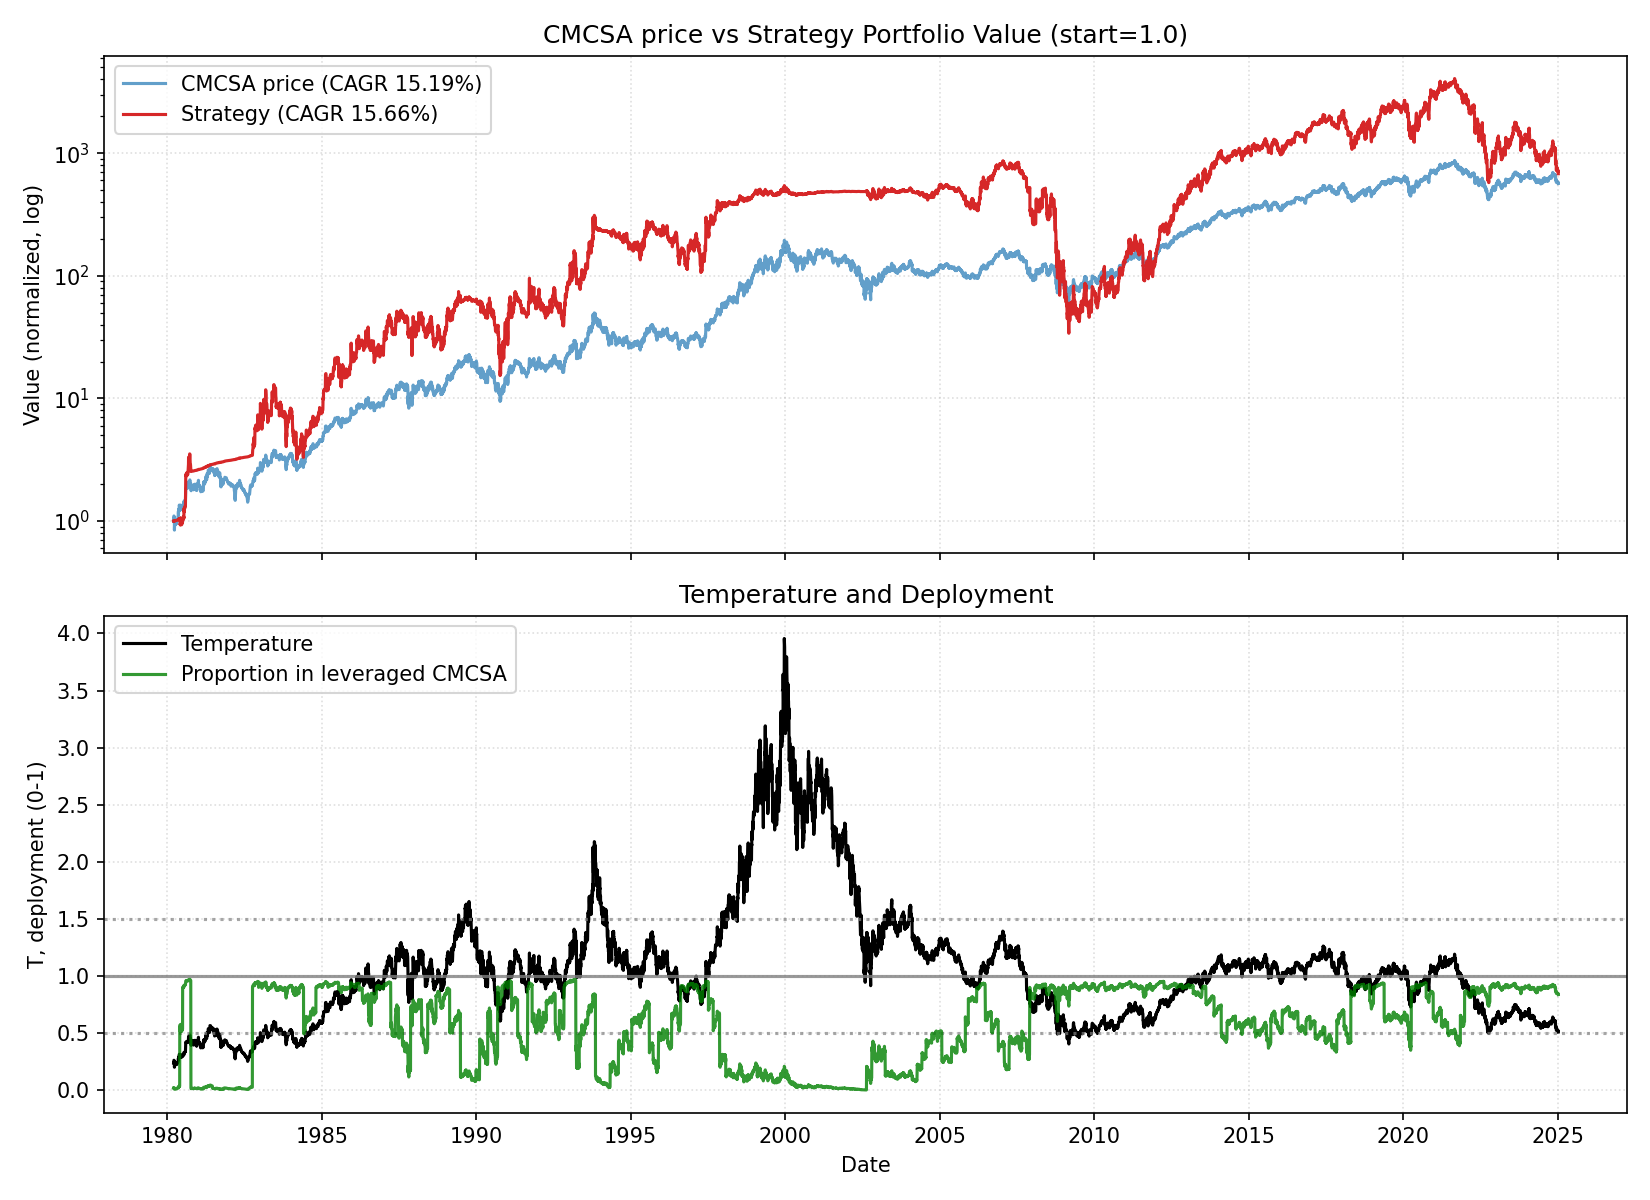 CMCSA price vs Strategy Portfolio Value (start=1.0)
CMCSA price (CAGR 15.19%)
Strategy (CAGR 15.66%)
Value (normalized, log)
10³
10²
10¹
10⁰
Temperature and Deployment
Temperature
Proportion in leveraged CMCSA
T, deployment (0-1)
4.0
3.5
3.0
2.5
2.0
1.5
1.0
0.5
0.0
1980 1985 1990 1995 2000 2005 2010 2015 2020 2025
Date